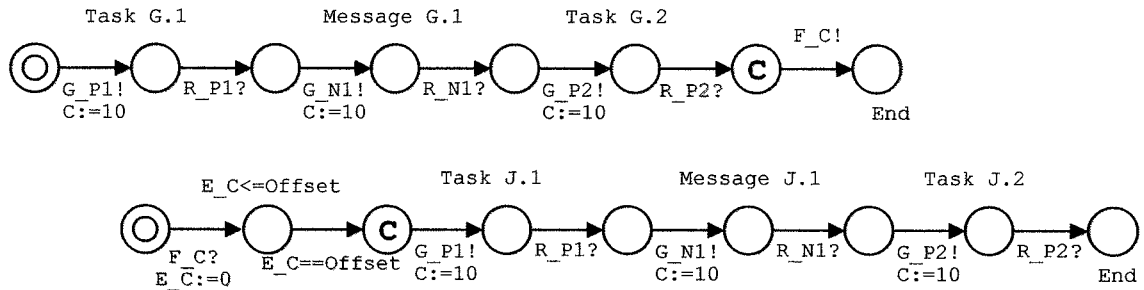 Task G.1 Message G.1 Task G.2
F_C!
C
G_P1! R_P1? G_N1! R_N1? G_P2! R_P2?
C:=10 C:=10 C:=10
End
Task J.1 Message J.1 Task J.2
E_C<=Offset
C
F_C? E_C==Offset G_P1! R_P1? G_N1! R_N1? G_P2! R_P2?
E_C:=0 C:=10 C:=10 C:=10
End